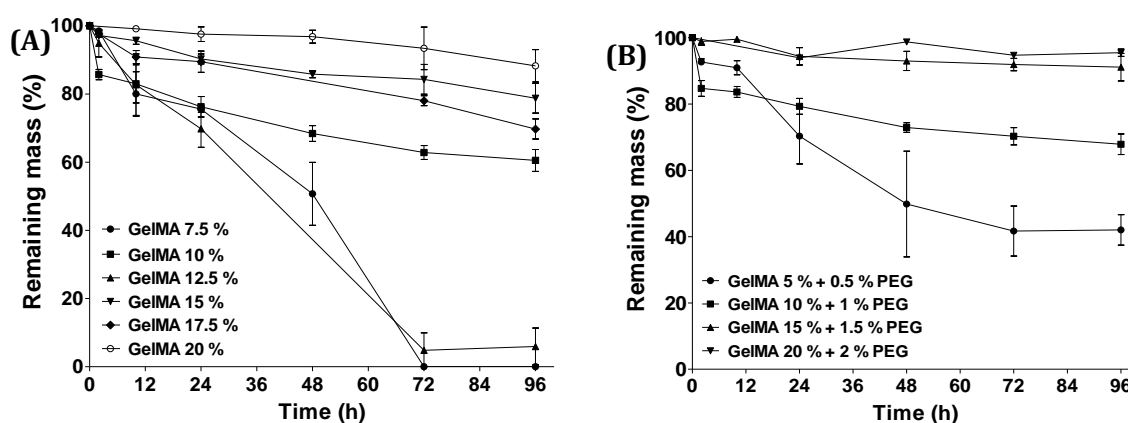 (A)
Remaining mass (%)
100
80
60
40
20
0
GelMA 7.5 %
GelMA 10 %
GelMA 12.5 %
GelMA 15 %
GelMA 17.5 %
GelMA 20 %
0 12 24 36 48 60 72 84 96
Time (h)
(B)
Remaining mass (%)
100
80
60
40
20
0
GelMA 5 % + 0.5 % PEG
GelMA 10 % + 1 % PEG
GelMA 15 % + 1.5 % PEG
GelMA 20 % + 2 % PEG
0 12 24 36 48 60 72 84 96
Time (h)